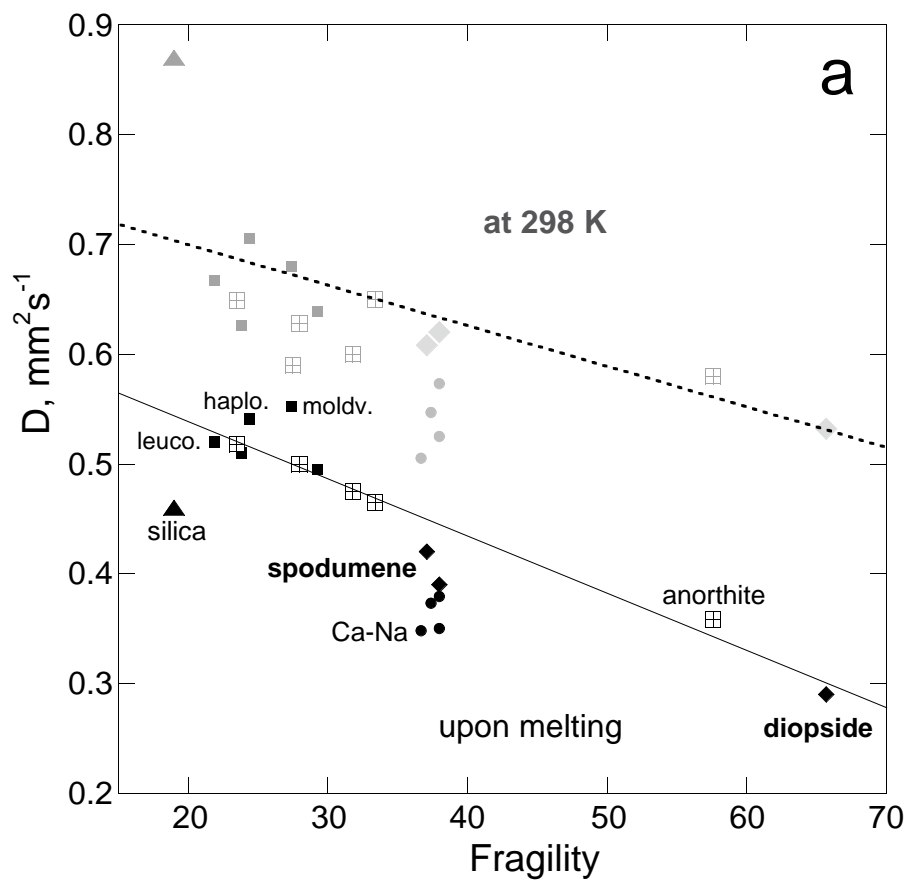 0.9
a
0.8
at 298 K
0.7
0.6
D, mm²s⁻¹
haplo.
moldv.
leuco.
0.5
silica
spodumene
0.4
anorthite
Ca-Na
0.3
upon melting
diopside
0.2
20 30 40 50 60 70
Fragility